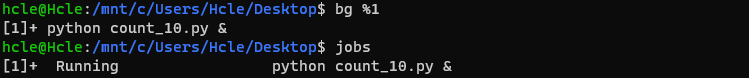 hcle@Hcle:/mnt/c/Users/Hcle/Desktop$ bg %1
[1]+ python count_10.py &
hcle@Hcle:/mnt/c/Users/Hcle/Desktop$ jobs
[1]+  Running                 python count_10.py &